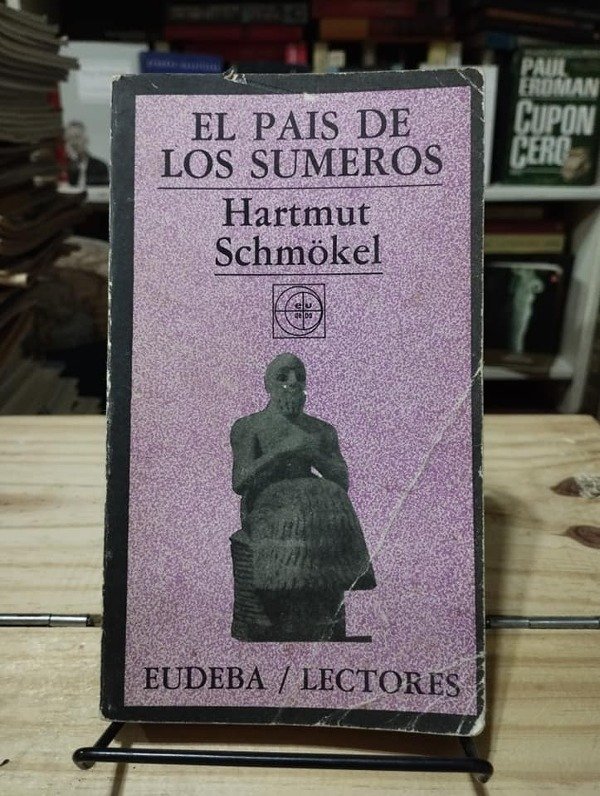 EL PAIS DE
LOS SUMEROS
Hartmut
Schmökel
EUDEBA / LECTORES
PAUL
ERDMAN
CUPON
CERO